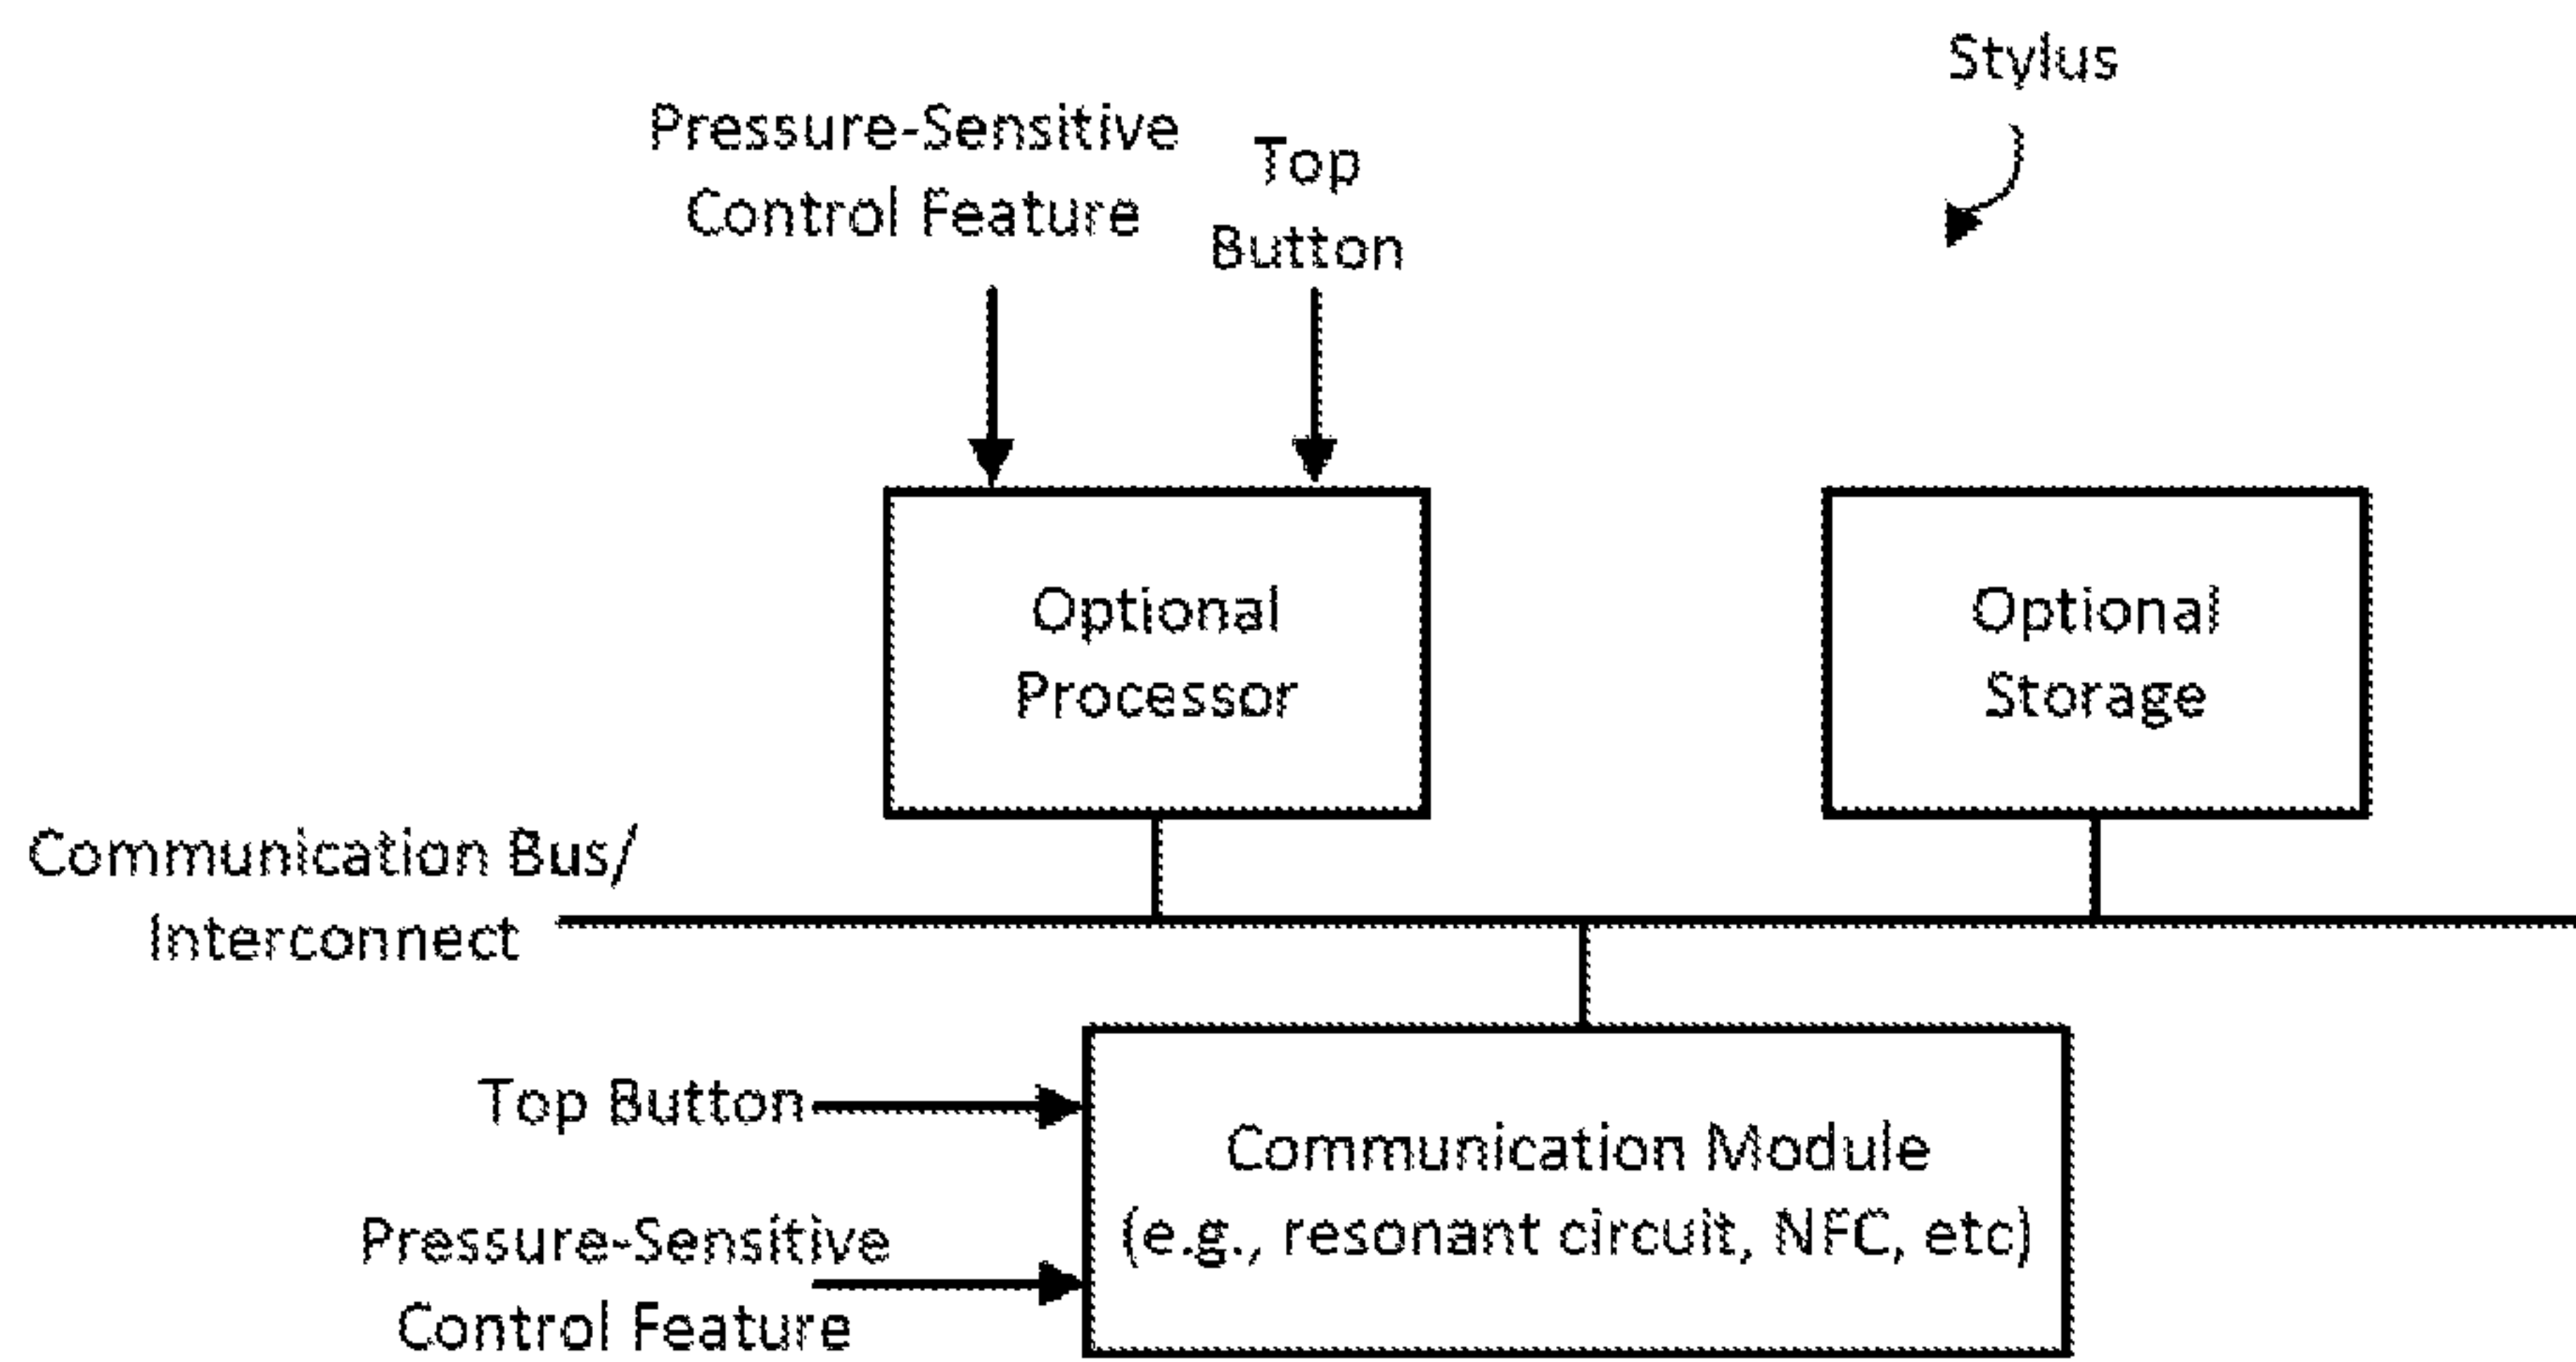 Stylus
Pressure-Sensitive
Control Feature
Top
Button
Optional
Processor
Optional
Storage
Communication Bus/
Interconnect
Top Button
Communication Module
(e.g., resonant circuit, NFC, etc)
Pressure-Sensitive
Control Feature